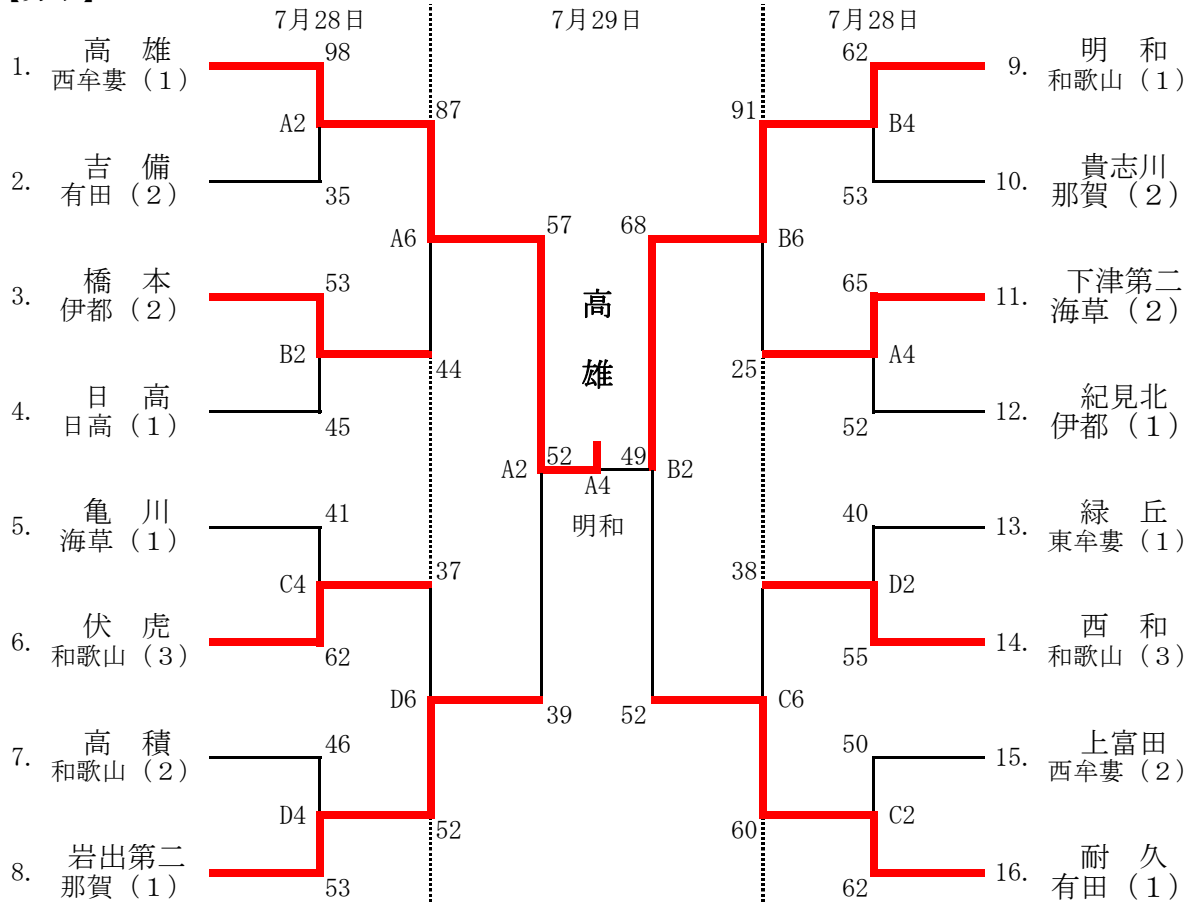 7月28日 7月29日 7月28日
1. 高 雄 西牟婁（1） 98
2. 吉 備 有田（2） 35
A2
87
3. 橋 本 伊都（2） 53
4. 日 高 日高（1） 45
B2
44
A6
57
5. 亀 川 海草（1） 41
6. 伏 虎 和歌山（3） 62
C4
37
7. 高 積 和歌山（2） 46
8. 岩出第二 那賀（1） 53
D4
52
D6
39
A2
52
高
雄
A4
明和
49
B2
68
52
62 9. 明 和 和歌山（1）
53 10. 貴志川 那賀（2）
B4
91
65 11. 下津第二 海草（2）
52 12. 紀見北 伊都（1）
A4
25
B6
40 13. 緑 丘 東牟婁（1）
55 14. 西 和 和歌山（3）
D2
38
50 15. 上富田 西牟婁（2）
62 16. 耐 久 有田（1）
C2
60
C6